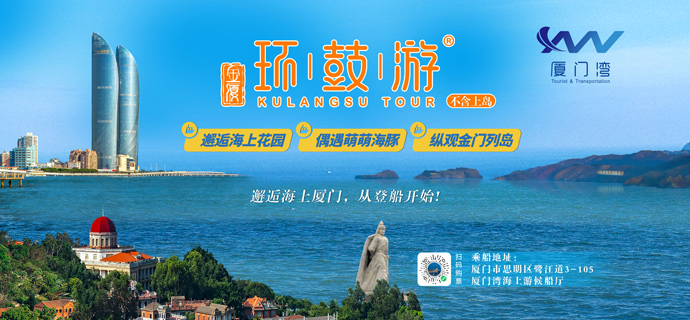 金厦
环鼓游®
KULANGSU TOUR
不含上岛
厦门湾
Tourist & Transportation
邂逅海上花园
偶遇萌萌海豚
纵观金门列岛
邂逅海上厦门，从登船开始！
扫码购票
乘船地址：
厦门市思明区鹭江道3-105
厦门湾海上游候船厅